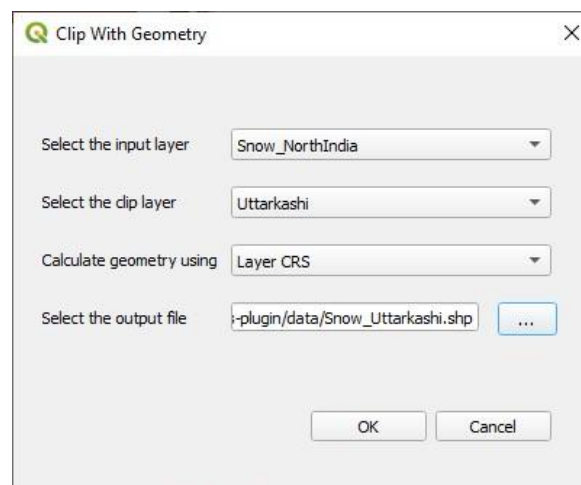 Clip With Geometry
Select the input layer Snow_NorthIndia
Select the clip layer Uttarkashi
Calculate geometry using Layer CRS
Select the output file s-plugin/data/Snow_Uttarkashi.shp ...
OK Cancel